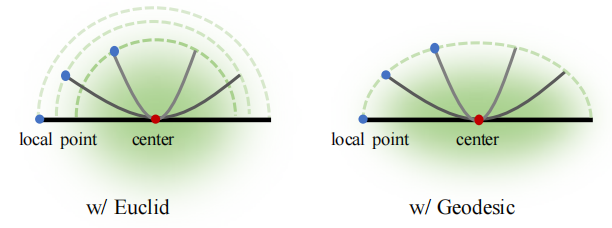 local point center
w/ Euclid
local point center
w/ Geodesic